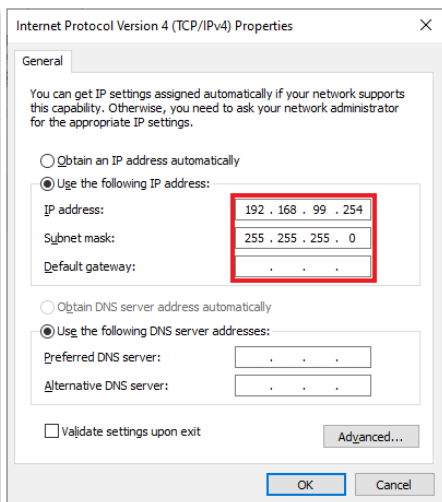 Internet Protocol Version 4 (TCP/IPv4) Properties
General
You can get IP settings assigned automatically if your network supports
this capability. Otherwise, you need to ask your network administrator
for the appropriate IP settings.
Obtain an IP address automatically
Use the following IP address:
IP address: 192 . 168 . 99 . 254
Subnet mask: 255 . 255 . 255 . 0
Default gateway: . . .
Obtain DNS server address automatically
Use the following DNS server addresses:
Preferred DNS server: . . .
Alternative DNS server: . . .
Validate settings upon exit
Advanced...
OK Cancel